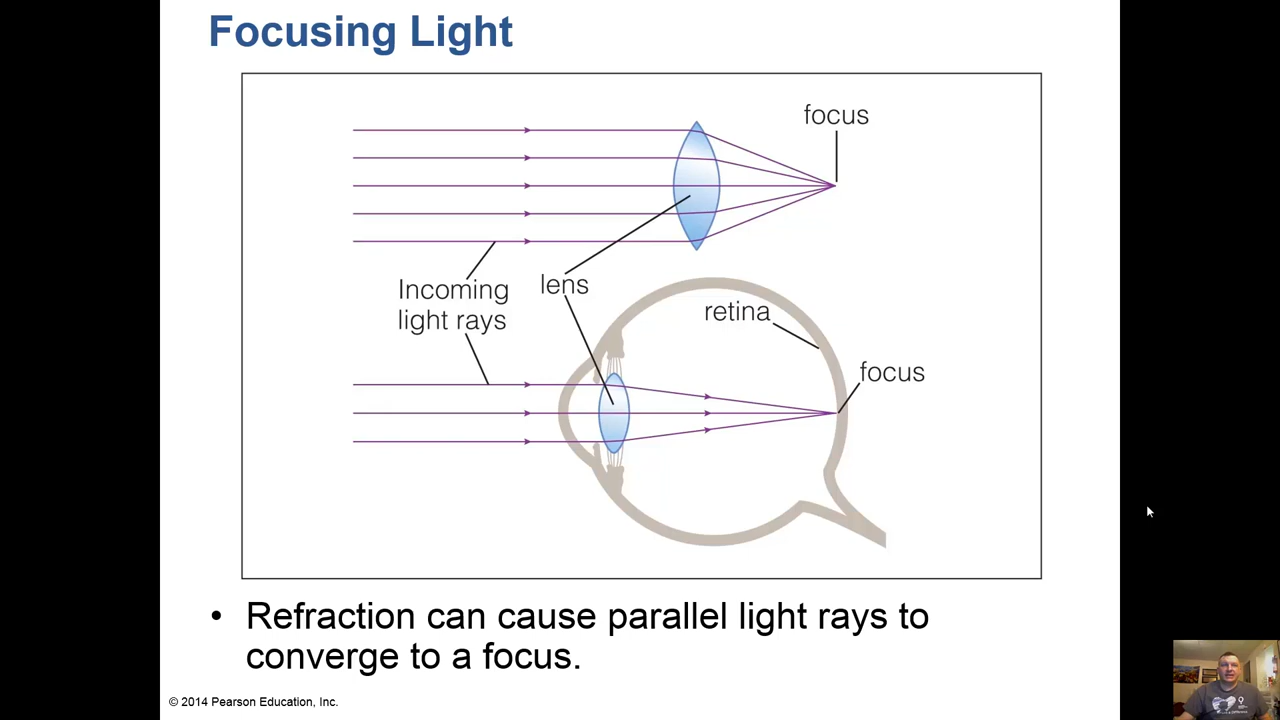 Focusing Light
focus
Incoming
light rays
lens
retina
focus
• Refraction can cause parallel light rays to
converge to a focus.
© 2014 Pearson Education, Inc.